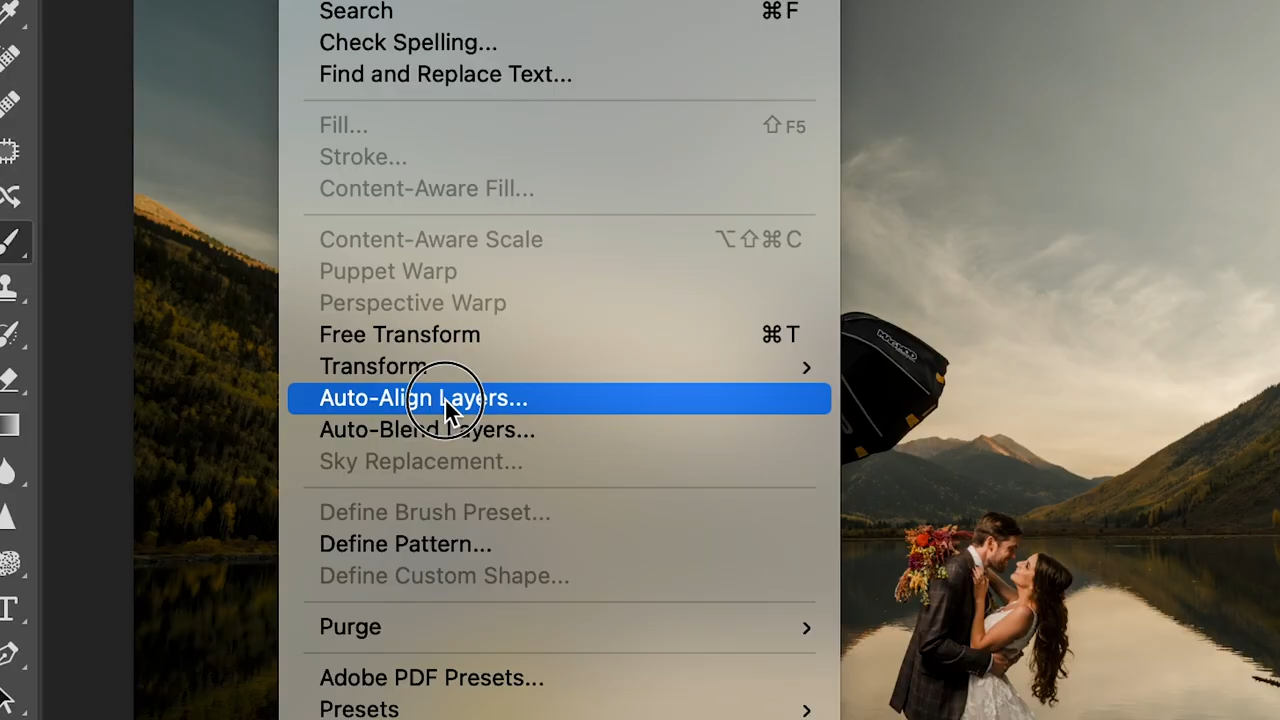 Search ⌘F
Check Spelling...
Find and Replace Text...
Fill... ⇧F5
Stroke...
Content-Aware Fill...
Content-Aware Scale ⌥⇧⌘C
Puppet Warp
Perspective Warp
Free Transform ⌘T
Transform
Auto-Align Layers...
Auto-Blend Layers...
Sky Replacement...
Define Brush Preset...
Define Pattern...
Define Custom Shape...
Purge
Adobe PDF Presets...
Presets
MAGMOD